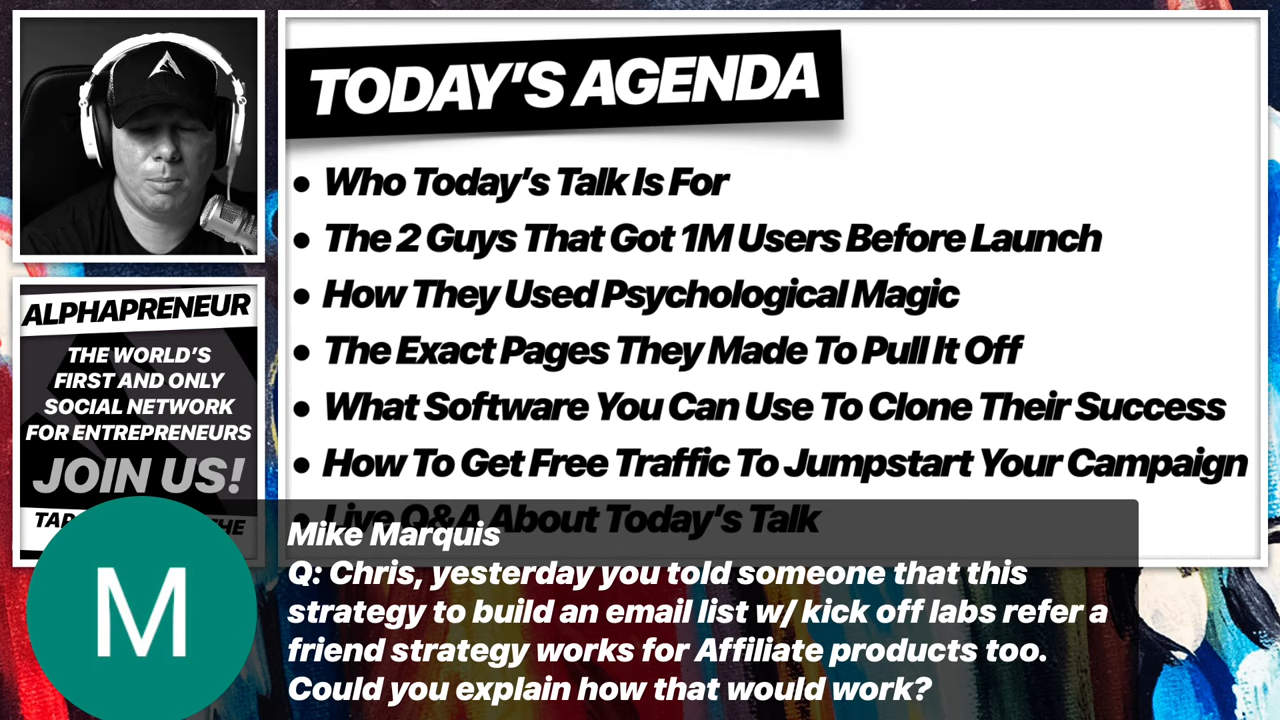 TODAY'S AGENDA
• Who Today's Talk Is For
• The 2 Guys That Got 1M Users Before Launch
• How They Used Psychological Magic
• The Exact Pages They Made To Pull It Off
• What Software You Can Use To Clone Their Success
• How To Get Free Traffic To Jumpstart Your Campaign
• Live Q&A About Today's Talk
ALPHAPRENEUR
THE WORLD'S
FIRST AND ONLY
SOCIAL NETWORK
FOR ENTREPRENEURS
JOIN US!
M
Mike Marquis
Q: Chris, yesterday you told someone that this
strategy to build an email list w/ kick off labs refer a
friend strategy works for Affiliate products too.
Could you explain how that would work?